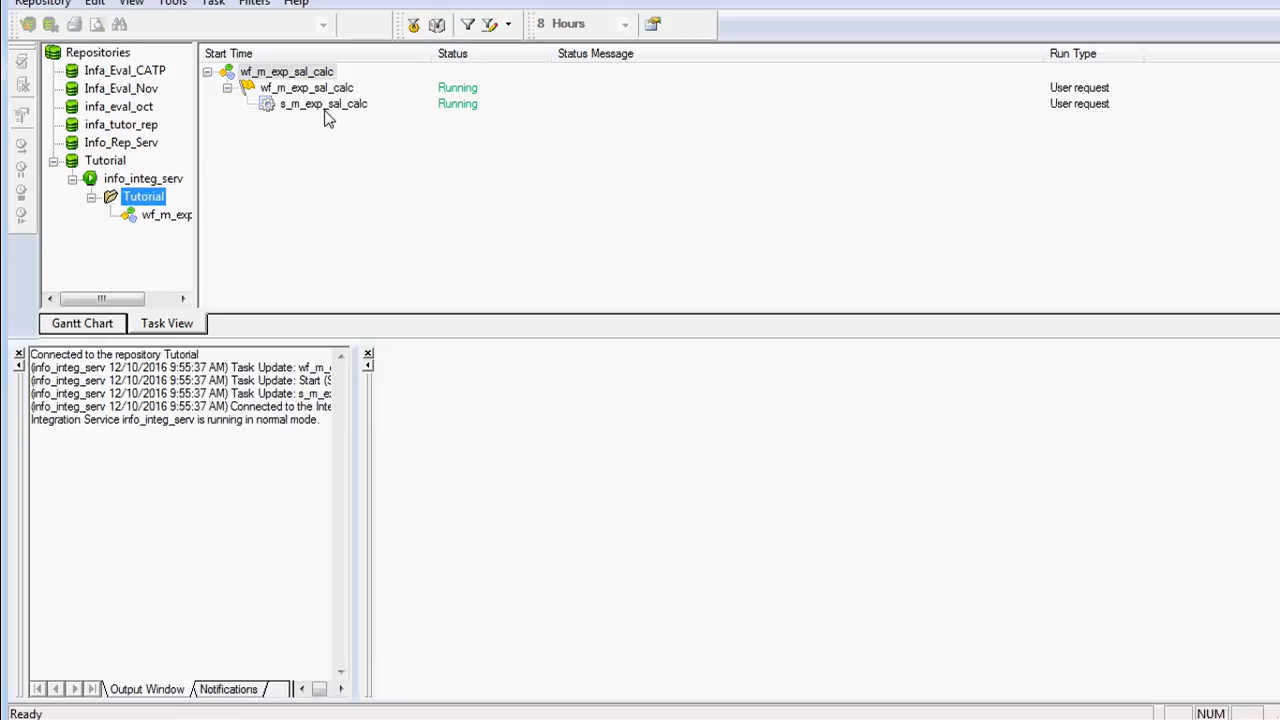 Repository Edit View Tools Task Filters Help
8 Hours
Repositories
Infa_Eval_CATP
Infa_Eval_Nov
infa_eval_oct
infa_tutor_rep
Info_Rep_Serv
Tutorial
info_integ_serv
Tutorial
wf_m_exp
Start Time Status Status Message Run Type
wf_m_exp_sal_calc
wf_m_exp_sal_calc Running User request
s_m_exp_sal_calc Running User request
Gantt Chart Task View
Connected to the repository Tutorial
(info_integ_serv 12/10/2016 9:55:37 AM) Task Update: wf_m_
(info_integ_serv 12/10/2016 9:55:37 AM) Task Update: Start (S
(info_integ_serv 12/10/2016 9:55:37 AM) Task Update: s_m_e
(info_integ_serv 12/10/2016 9:55:37 AM) Connected to the Inte
Integration Service info_integ_serv is running in normal mode.
Output Window Notifications
Ready NUM